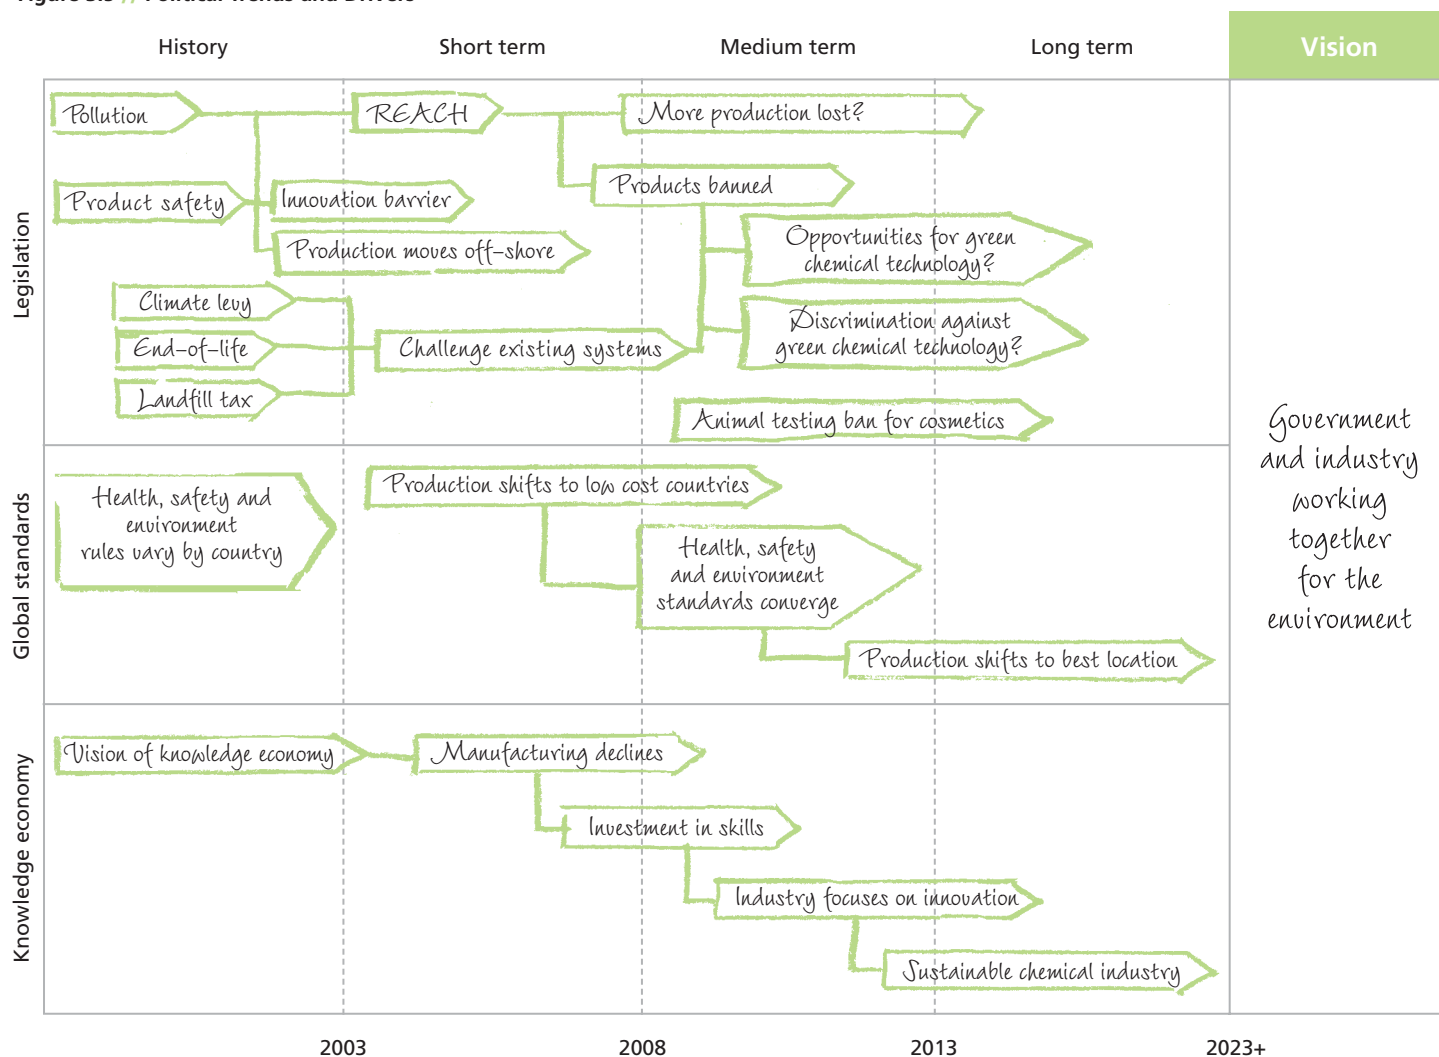 Political Trends and Drivers
History
Short term
Medium term
Long term
Vision
Legislation
Pollution
REACH
More production lost?
Products banned
Product safety
Innovation barrier
Production moves off-shore
Opportunities for green
chemical technology?
Climate levy
End-of-life
Landfill tax
Challenge existing systems
Discrimination against
green chemical technology?
Animal testing ban for cosmetics
Global standards
Health, safety and
environment
rules vary by country
Production shifts to low cost countries
Health, safety
and environment
standards converge
Production shifts to best location
Knowledge economy
Vision of knowledge economy
Manufacturing declines
Investment in skills
Industry focuses on innovation
Sustainable chemical industry
Government
and industry
working
together
for the
environment
2003
2008
2013
2023+